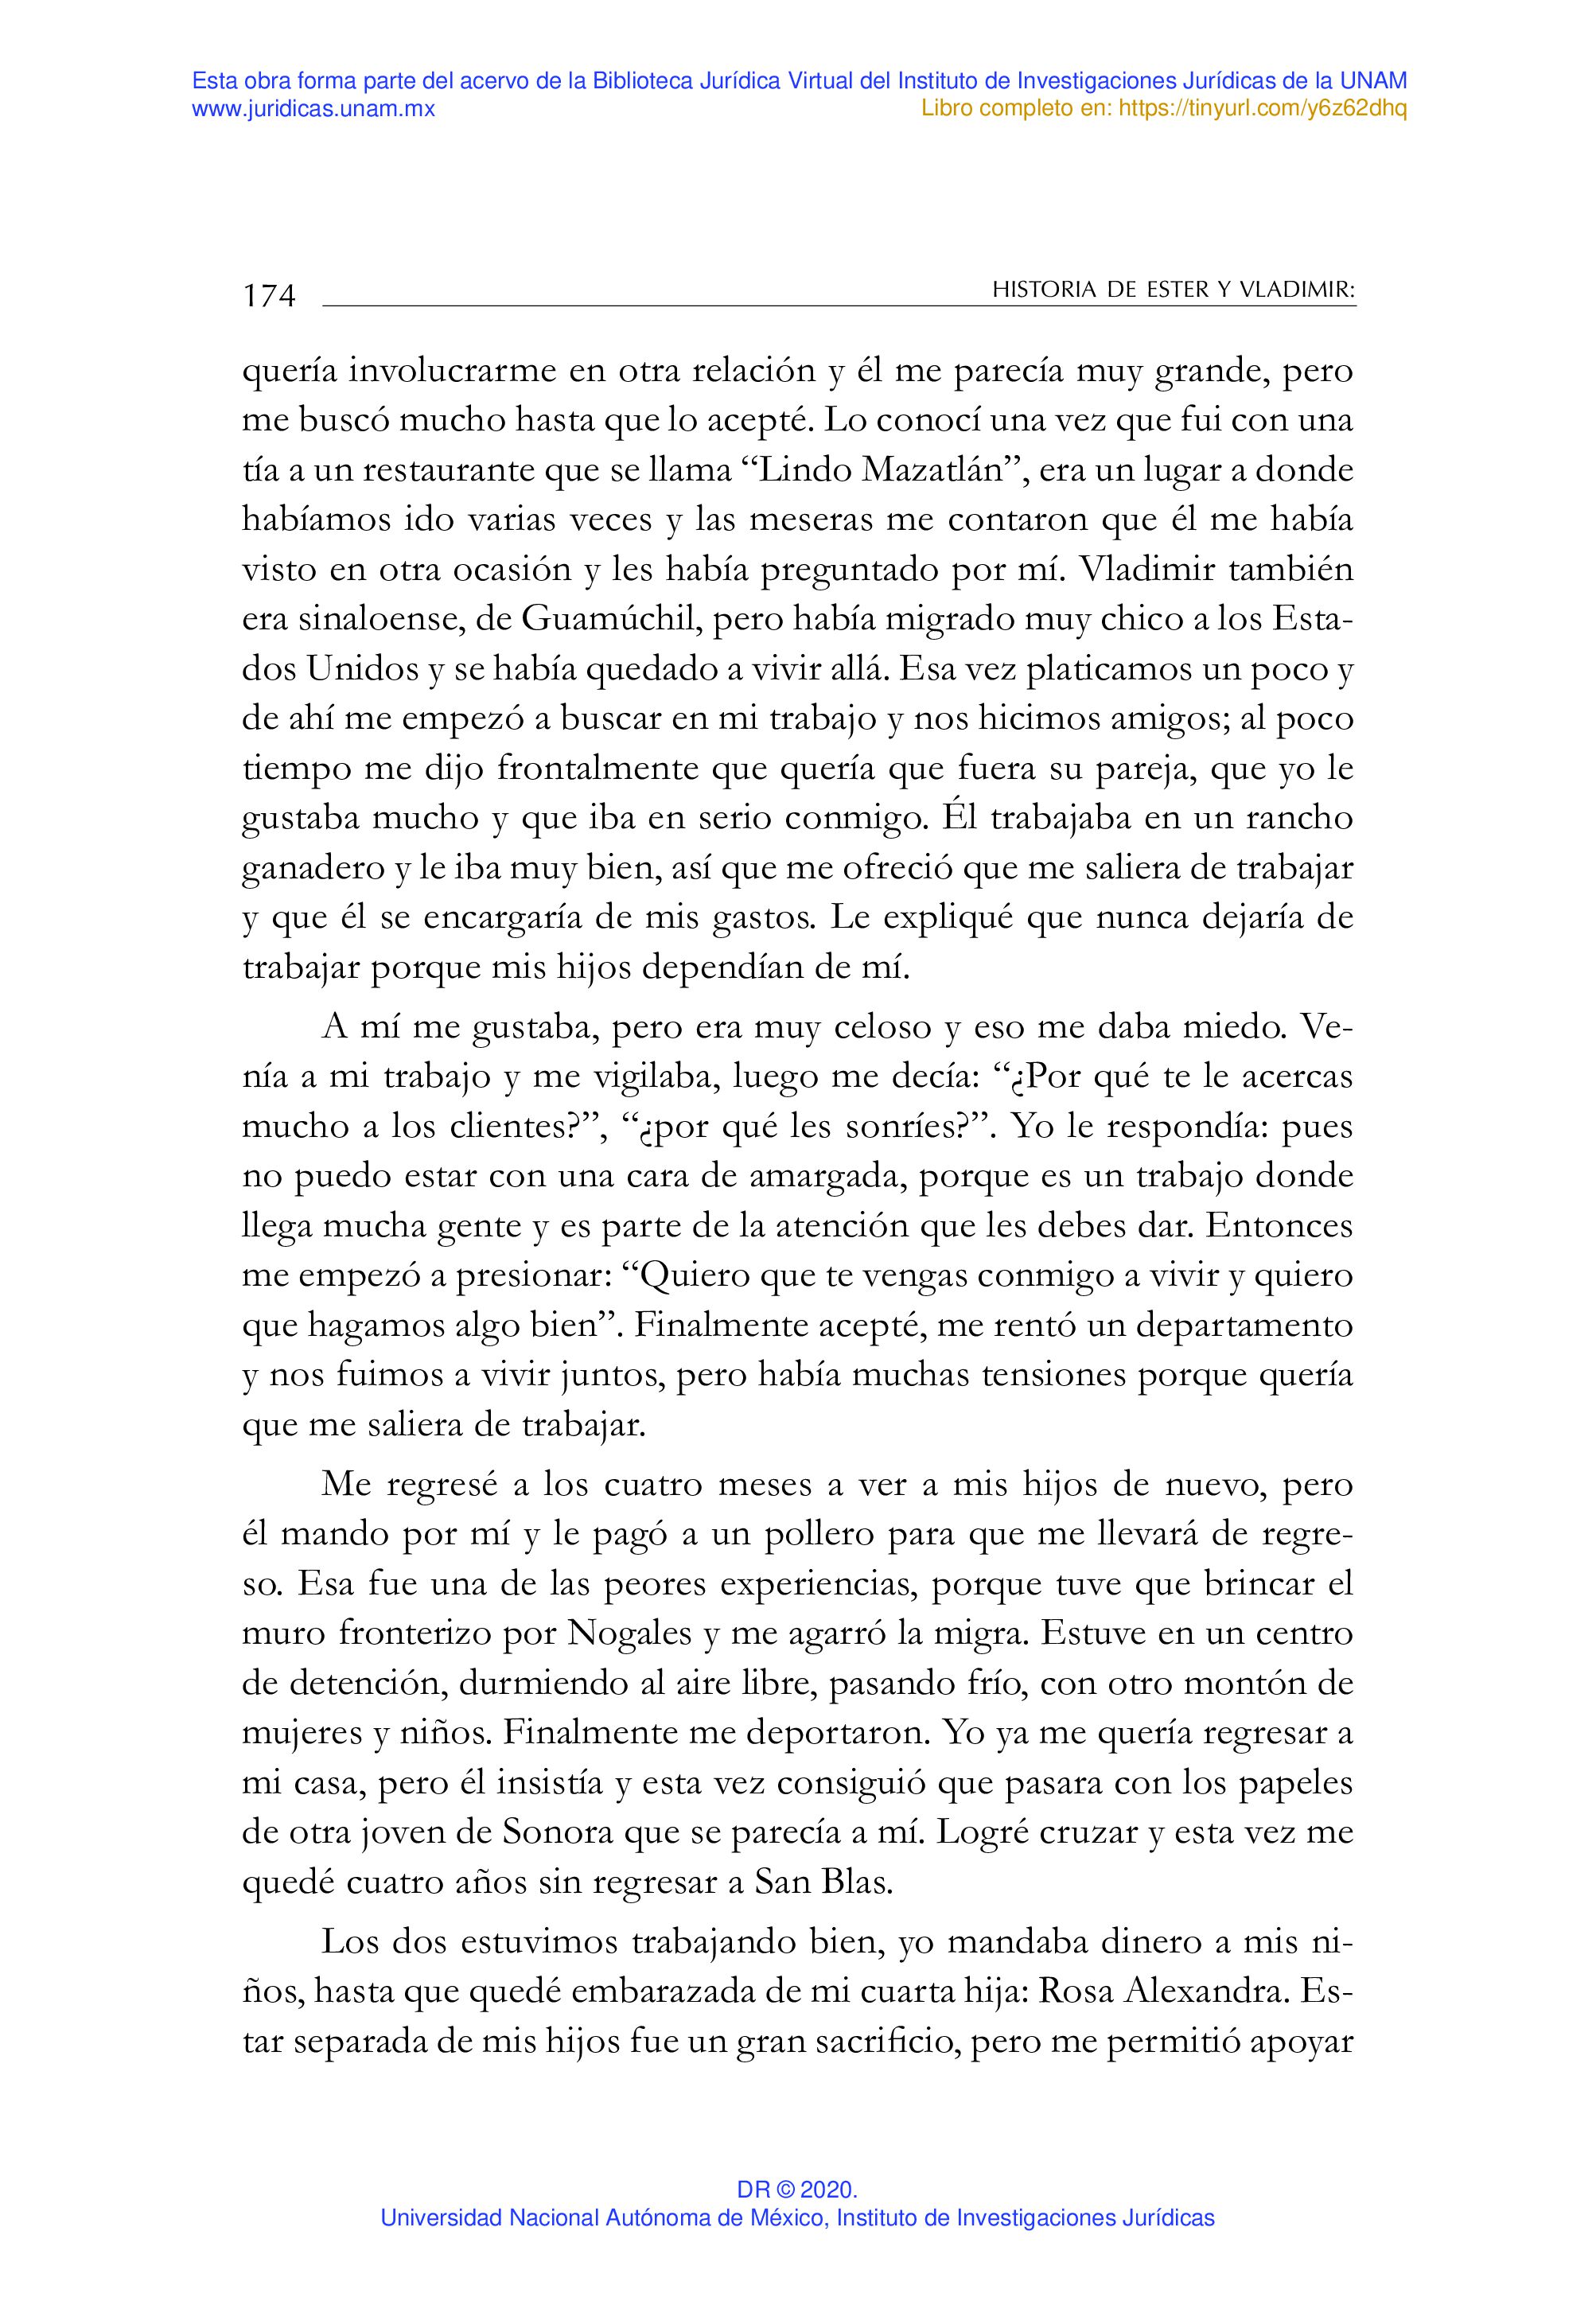 Esta obra forma parte del acervo de la Biblioteca Jurídica Virtual del Instituto de Investigaciones Jurídicas de la UNAM
www.juridicas.unam.mx
Libro completo en: https://tinyurl.com/y6z62dhq
174
HISTORIA DE ESTER Y VLADIMIR:
quería involucrarme en otra relación y él me parecía muy grande, pero
me buscó mucho hasta que lo acepté. Lo conocí una vez que fui con una
tía a un restaurante que se llama “Lindo Mazatlán”, era un lugar a donde
habíamos ido varias veces y las meseras me contaron que él me había
visto en otra ocasión y les había preguntado por mí. Vladimir también
era sinaloense, de Guamúchil, pero había migrado muy chico a los Esta-
dos Unidos y se había quedado a vivir allá. Esa vez platicamos un poco y
de ahí me empezó a buscar en mi trabajo y nos hicimos amigos; al poco
tiempo me dijo frontalmente que quería que fuera su pareja, que yo le
gustaba mucho y que iba en serio conmigo. Él trabajaba en un rancho
ganadero y le iba muy bien, así que me ofreció que me saliera de trabajar
y que él se encargaría de mis gastos. Le expliqué que nunca dejaría de
trabajar porque mis hijos dependían de mí.
A mí me gustaba, pero era muy celoso y eso me daba miedo. Ve-
nía a mi trabajo y me vigilaba, luego me decía: “¿Por qué te le acercas
mucho a los clientes?”, “¿por qué les sonríes?”. Yo le respondía: pues
no puedo estar con una cara de amargada, porque es un trabajo donde
llega mucha gente y es parte de la atención que les debes dar. Entonces
me empezó a presionar: “Quiero que te vengas conmigo a vivir y quiero
que hagamos algo bien”. Finalmente acepté, me rentó un departamento
y nos fuimos a vivir juntos, pero había muchas tensiones porque quería
que me saliera de trabajar.
Me regresé a los cuatro meses a ver a mis hijos de nuevo, pero
él mando por mí y le pagó a un pollero para que me llevará de regre-
so. Esa fue una de las peores experiencias, porque tuve que brincar el
muro fronterizo por Nogales y me agarró la migra. Estuve en un centro
de detención, durmiendo al aire libre, pasando frío, con otro montón de
mujeres y niños. Finalmente me deportaron. Yo ya me quería regresar a
mi casa, pero él insistía y esta vez consiguió que pasara con los papeles
de otra joven de Sonora que se parecía a mí. Logré cruzar y esta vez me
quedé cuatro años sin regresar a San Blas.
Los dos estuvimos trabajando bien, yo mandaba dinero a mis ni-
ños, hasta que quedé embarazada de mi cuarta hija: Rosa Alexandra. Es-
tar separada de mis hijos fue un gran sacrificio, pero me permitió apoyar
DR © 2020.
Universidad Nacional Autónoma de México, Instituto de Investigaciones Jurídicas